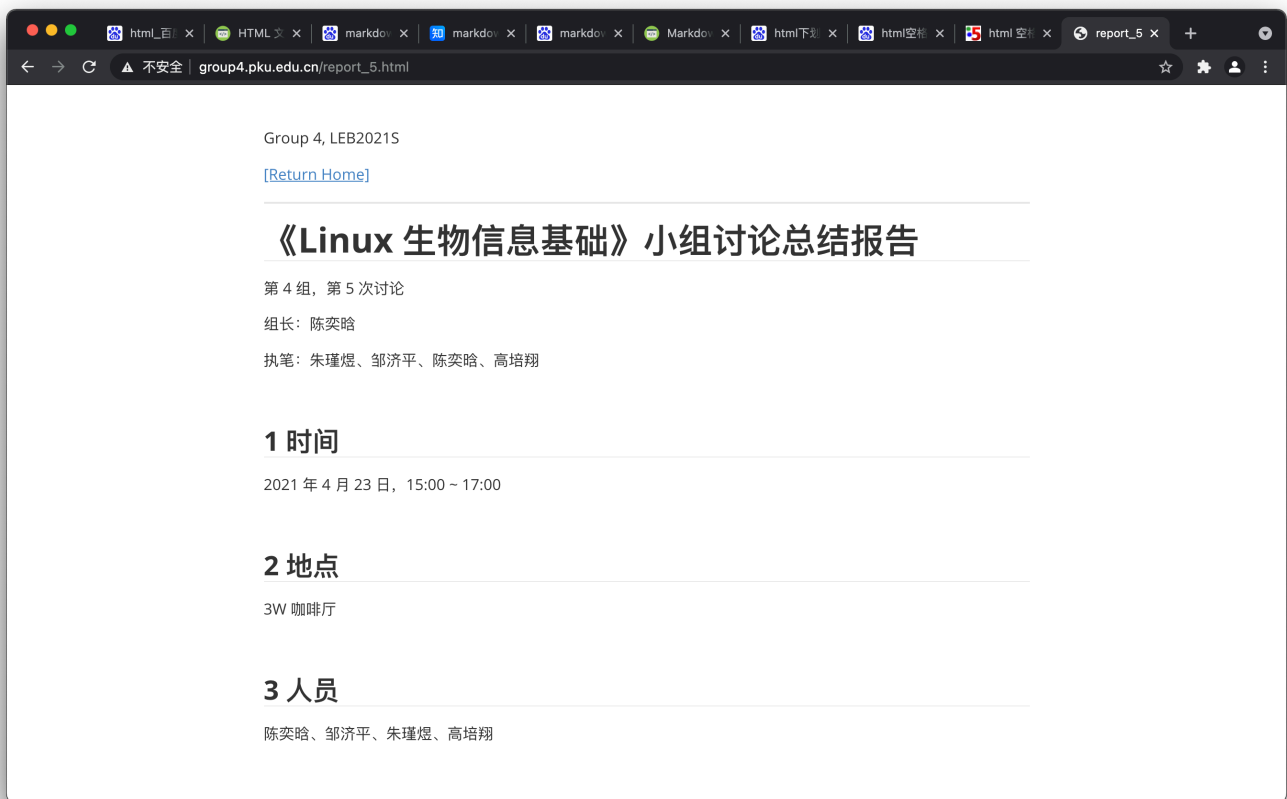 html_百
HTML 文
markdov
markdo
markdov
Markdov
html下划
html空格
html 空格
report_5
不安全
group4.pku.edu.cn/report_5.html
Group 4, LEB2021S
[Return Home]
《Linux 生物信息基础》小组讨论总结报告
第 4 组，第 5 次讨论
组长：陈奕晗
执笔：朱瑾煜、邹济平、陈奕晗、高培翔
1 时间
2021 年 4 月 23 日，15:00 ~ 17:00
2 地点
3W 咖啡厅
3 人员
陈奕晗、邹济平、朱瑾煜、高培翔